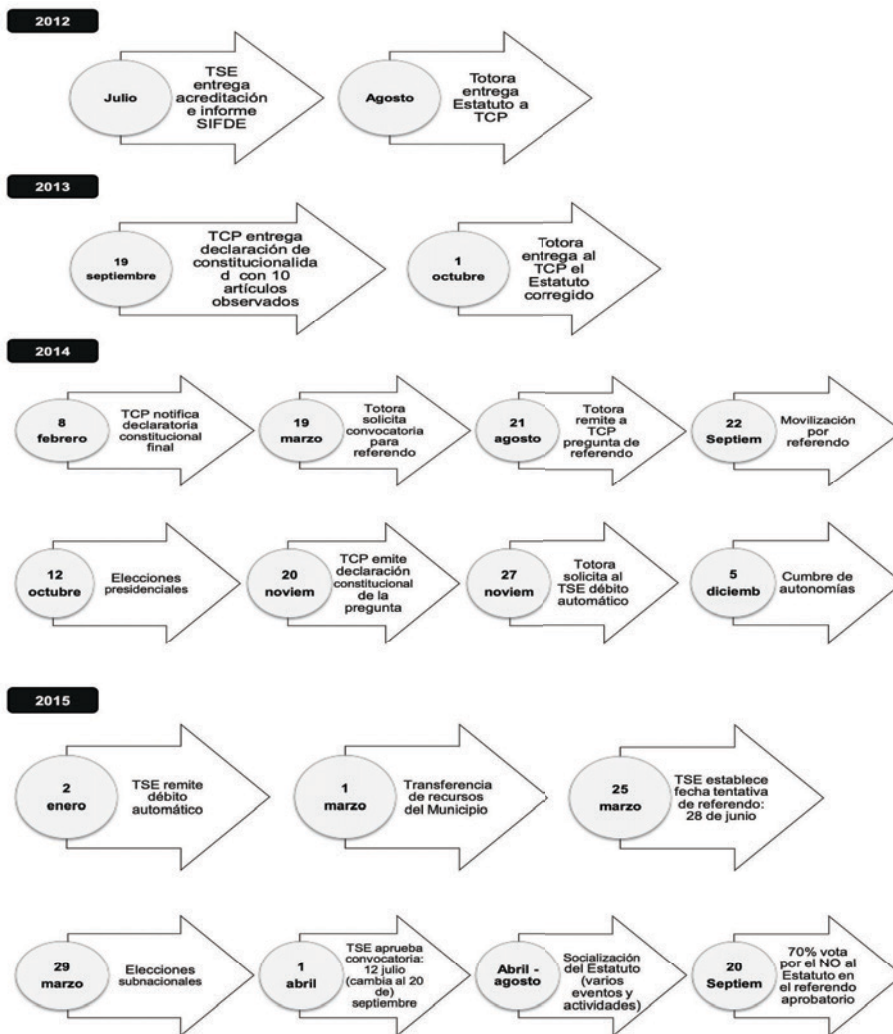 2012
Julio
TSE
entrega
acreditación
e informe
SIFDE
Agosto
Totora
entrega
Estatuto a
TCP
2013
19
septiembre
TCP entrega
declaración de
constitucionalida
d con 10
artículos
observados
1
octubre
Totora
entrega al
TCP el
Estatuto
corregido
2014
8
febrero
TCP notifica
declaratoria
constitucional
final
19
marzo
Totora
solicita
convocatoria
para
referendo
21
agosto
Totora
remite a
TCP
pregunta de
referendo
22
Septiem
Movilización
por
referendo
12
octubre
Elecciones
presidenciales
20
noviem
TCP emite
declaración
constitucional
de la
pregunta
27
noviem
Totora
solicita al
TSE débito
automático
5
diciemb
Cumbre de
autonomías
2015
2
enero
TSE remite
débito
automático
1
marzo
Transferencia
de recursos
del Municipio
25
marzo
TSE establece
fecha tentativa
de referendo:
28 de junio
29
marzo
Elecciones
subnacionales
1
abril
TSE aprueba
convocatoria:
12 julio
(cambia al 20
de)
septiembre
Abril -
agosto
Socialización
del Estatuto
(varios
eventos y
actividades)
20
Septiem
70% vota
por el NO al
Estatuto en
el referendo
aprobatorio